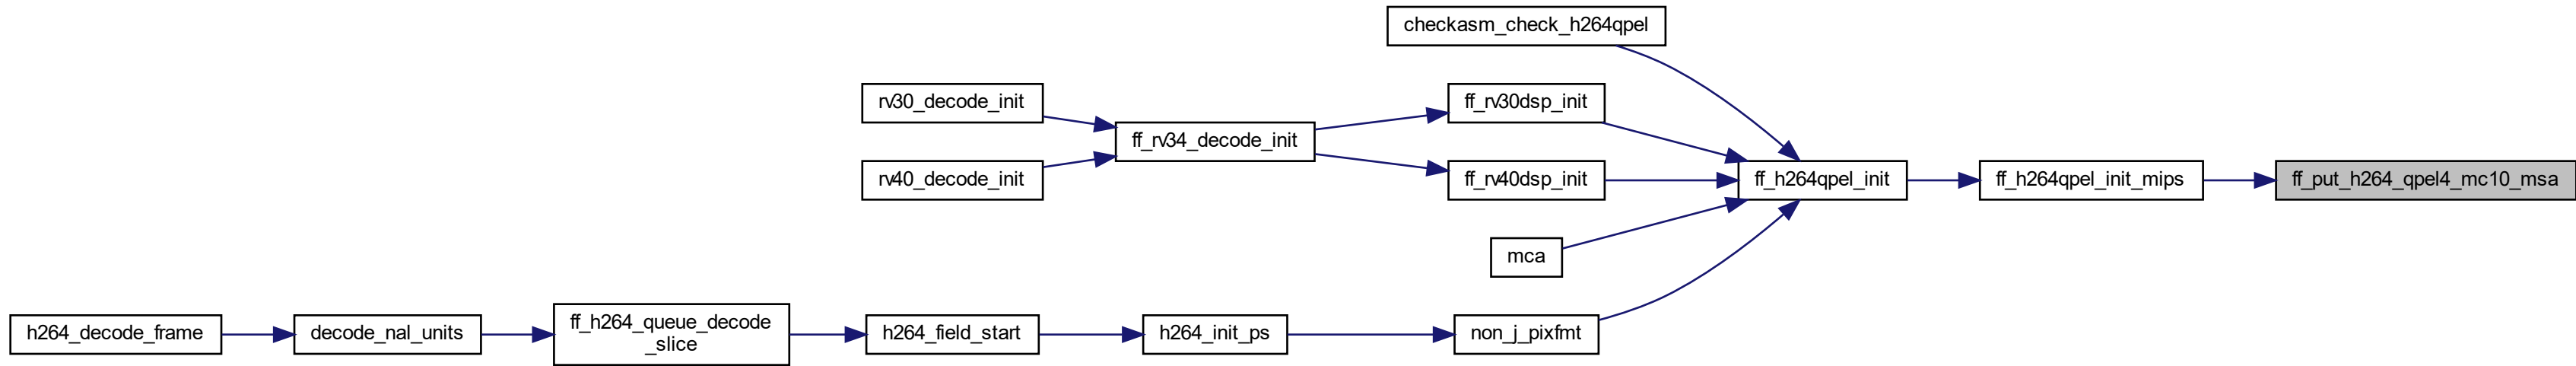 checkasm_check_h264qpel
rv30_decode_init
ff_rv30dsp_init
ff_rv34_decode_init
rv40_decode_init
ff_rv40dsp_init
ff_h264qpel_init
ff_h264qpel_init_mips
ff_put_h264_qpel4_mc10_msa
mca
h264_decode_frame
decode_nal_units
ff_h264_queue_decode
_slice
h264_field_start
h264_init_ps
non_j_pixfmt